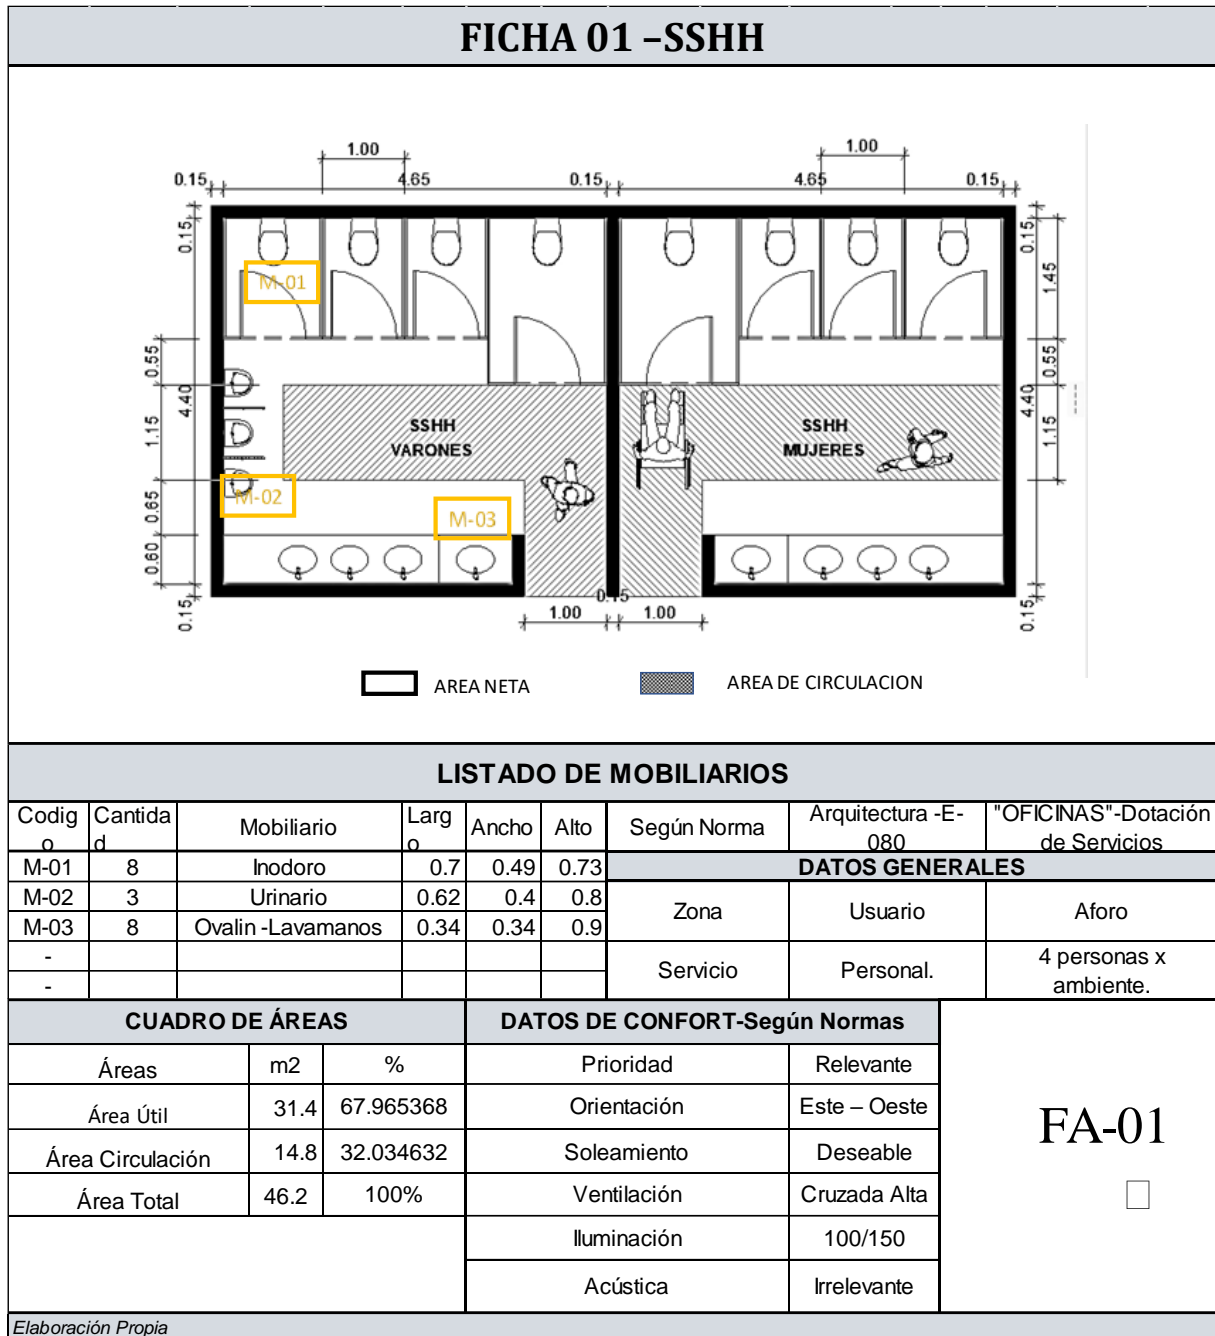 FICHA 01 –SSHH
1.00
1.00
0.15
4.65
0.15
4.65
0.15
0.15
0.15
M-01
1.45
0.55
0.55
4.40
4.40
1.15
SSHH
VARONES
SSHH
MUJERES
1.15
M-02
M-03
0.65
0.60
0.15
0.15
1.00
1.00
0.15
AREA NETA
AREA DE CIRCULACION
LISTADO DE MOBILIARIOS
Codig
o
Cantida
d
Mobiliario
Larg
o
Ancho
Alto
Según Norma
Arquitectura -E-
080
"OFICINAS"-Dotación
de Servicios
M-01 8 Inodoro 0.7 0.49 0.73
DATOS GENERALES
M-02 3 Urinario 0.62 0.4 0.8
Zona Usuario Aforo
M-03 8 Ovalin -Lavamanos 0.34 0.34 0.9
-
-
Servicio Personal.
4 personas x
ambiente.
CUADRO DE ÁREAS
Áreas m2 %
Área Útil 31.4 67.965368
Área Circulación 14.8 32.034632
Área Total 46.2 100%
DATOS DE CONFORT-Según Normas
Prioridad Relevante
Orientación Este – Oeste
Soleamiento Deseable
Ventilación Cruzada Alta
Iluminación 100/150
Acústica Irrelevante
FA-01
Elaboración Propia